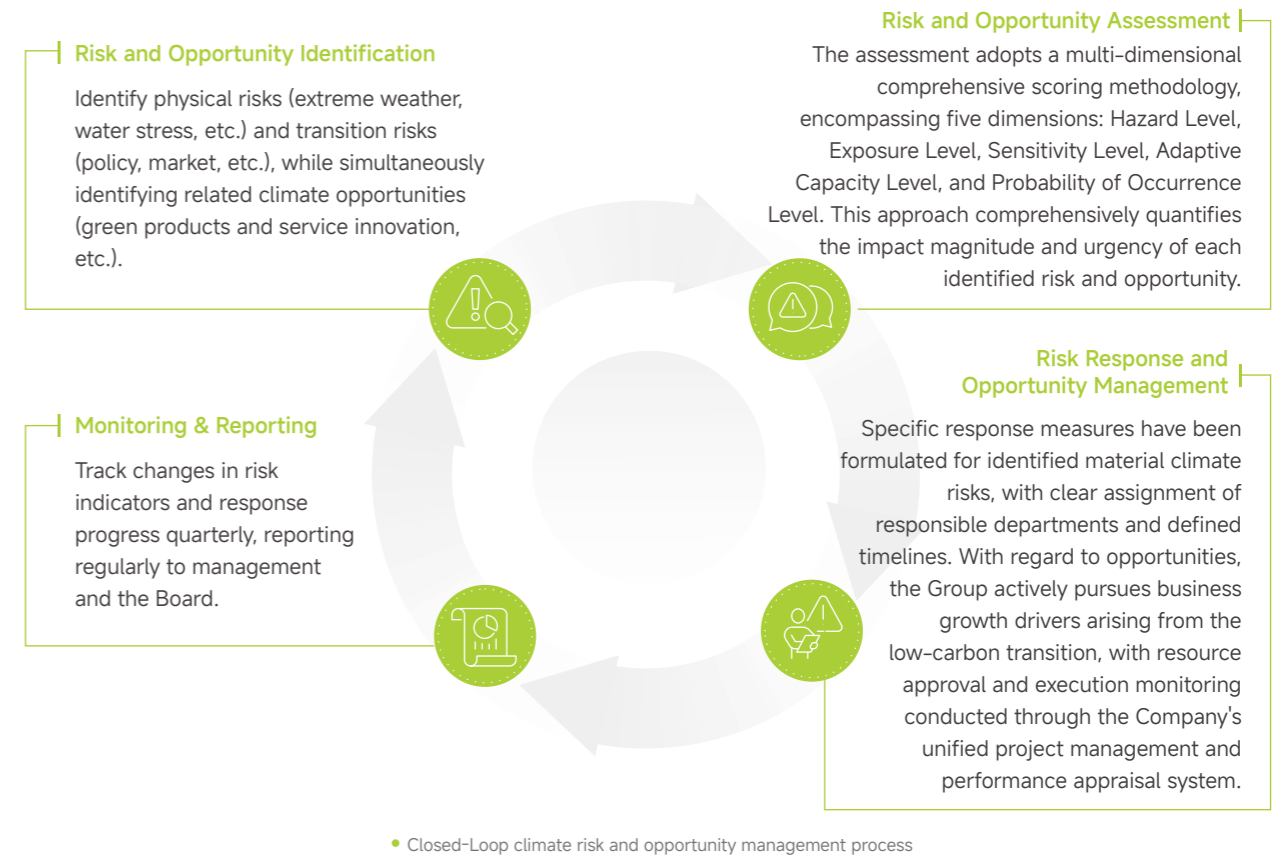 Risk and Opportunity Identification
Identify physical risks (extreme weather,
water stress, etc.) and transition risks
(policy, market, etc.), while simultaneously
identifying related climate opportunities
(green products and service innovation,
etc.).
Risk and Opportunity Assessment
The assessment adopts a multi-dimensional
comprehensive scoring methodology,
encompassing five dimensions: Hazard Level,
Exposure Level, Sensitivity Level, Adaptive
Capacity Level, and Probability of Occurrence
Level. This approach comprehensively quantifies
the impact magnitude and urgency of each
identified risk and opportunity.
Risk Response and
Opportunity Management
Specific response measures have been
formulated for identified material climate
risks, with clear assignment of
responsible departments and defined
timelines. With regard to opportunities,
the Group actively pursues business
growth drivers arising from the
low-carbon transition, with resource
approval and execution monitoring
conducted through the Company's
unified project management and
performance appraisal system.
Monitoring & Reporting
Track changes in risk
indicators and response
progress quarterly, reporting
regularly to management
and the Board.
• Closed-Loop climate risk and opportunity management process